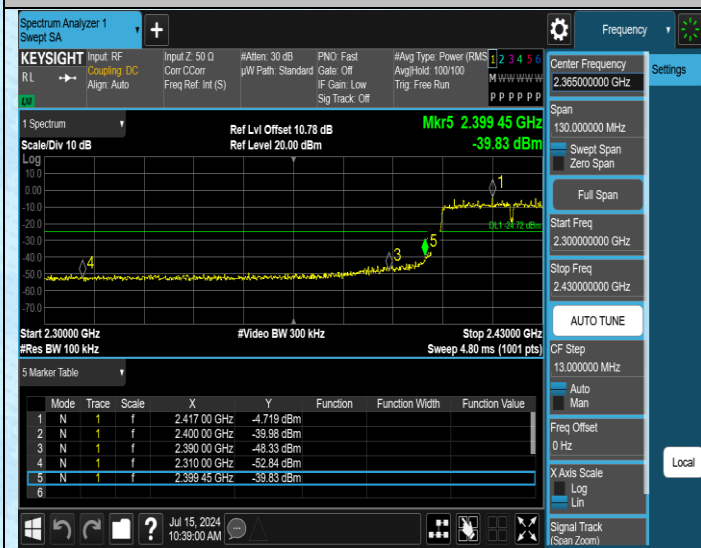 Spectrum Analyzer 1
Swept SA
Frequency
KEYSIGHT
RL
Input: RF
Coupling: DC
Align: Auto
Input Z: 50 Ω
Corr CCorr
Freq Ref: Int (S)
#Atten: 30 dB
µW Path: Standard
PNO: Fast
Gate: Off
IF Gain: Low
Sig Track: Off
#Avg Type: Power (RMS
Avg|Hold: 100/100
Trig: Free Run
1 2 3 4 5 6
M W W W W W
P P P P P P
1 Spectrum
Scale/Div 10 dB
Ref Lvl Offset 10.78 dB
Ref Level 20.00 dBm
Mkr5 2.399 45 GHz
-39.83 dBm
Log
10.0
0.00
-10.0
-20.0
-30.0
-40.0
-50.0
-60.0
-70.0
1
DL1 -24.72 dBm
5
3
4
Start 2.30000 GHz
#Res BW 100 kHz
#Video BW 300 kHz
Stop 2.43000 GHz
Sweep 4.80 ms (1001 pts)
5 Marker Table
Mode Trace Scale X Y Function Function Width Function Value
1 N 1 f 2.417 00 GHz -4.719 dBm
2 N 1 f 2.400 00 GHz -39.98 dBm
3 N 1 f 2.390 00 GHz -48.33 dBm
4 N 1 f 2.310 00 GHz -52.84 dBm
5 N 1 f 2.399 45 GHz -39.83 dBm
6
Jul 15, 2024
10:39:00 AM
Center Frequency
2.365000000 GHz
Span
130.000000 MHz
Swept Span
Zero Span
Full Span
Start Freq
2.300000000 GHz
Stop Freq
2.430000000 GHz
AUTO TUNE
CF Step
13.000000 MHz
Auto
Man
Freq Offset
0 Hz
X Axis Scale
Log
Lin
Signal Track
(Span Zoom)
Settings
Local